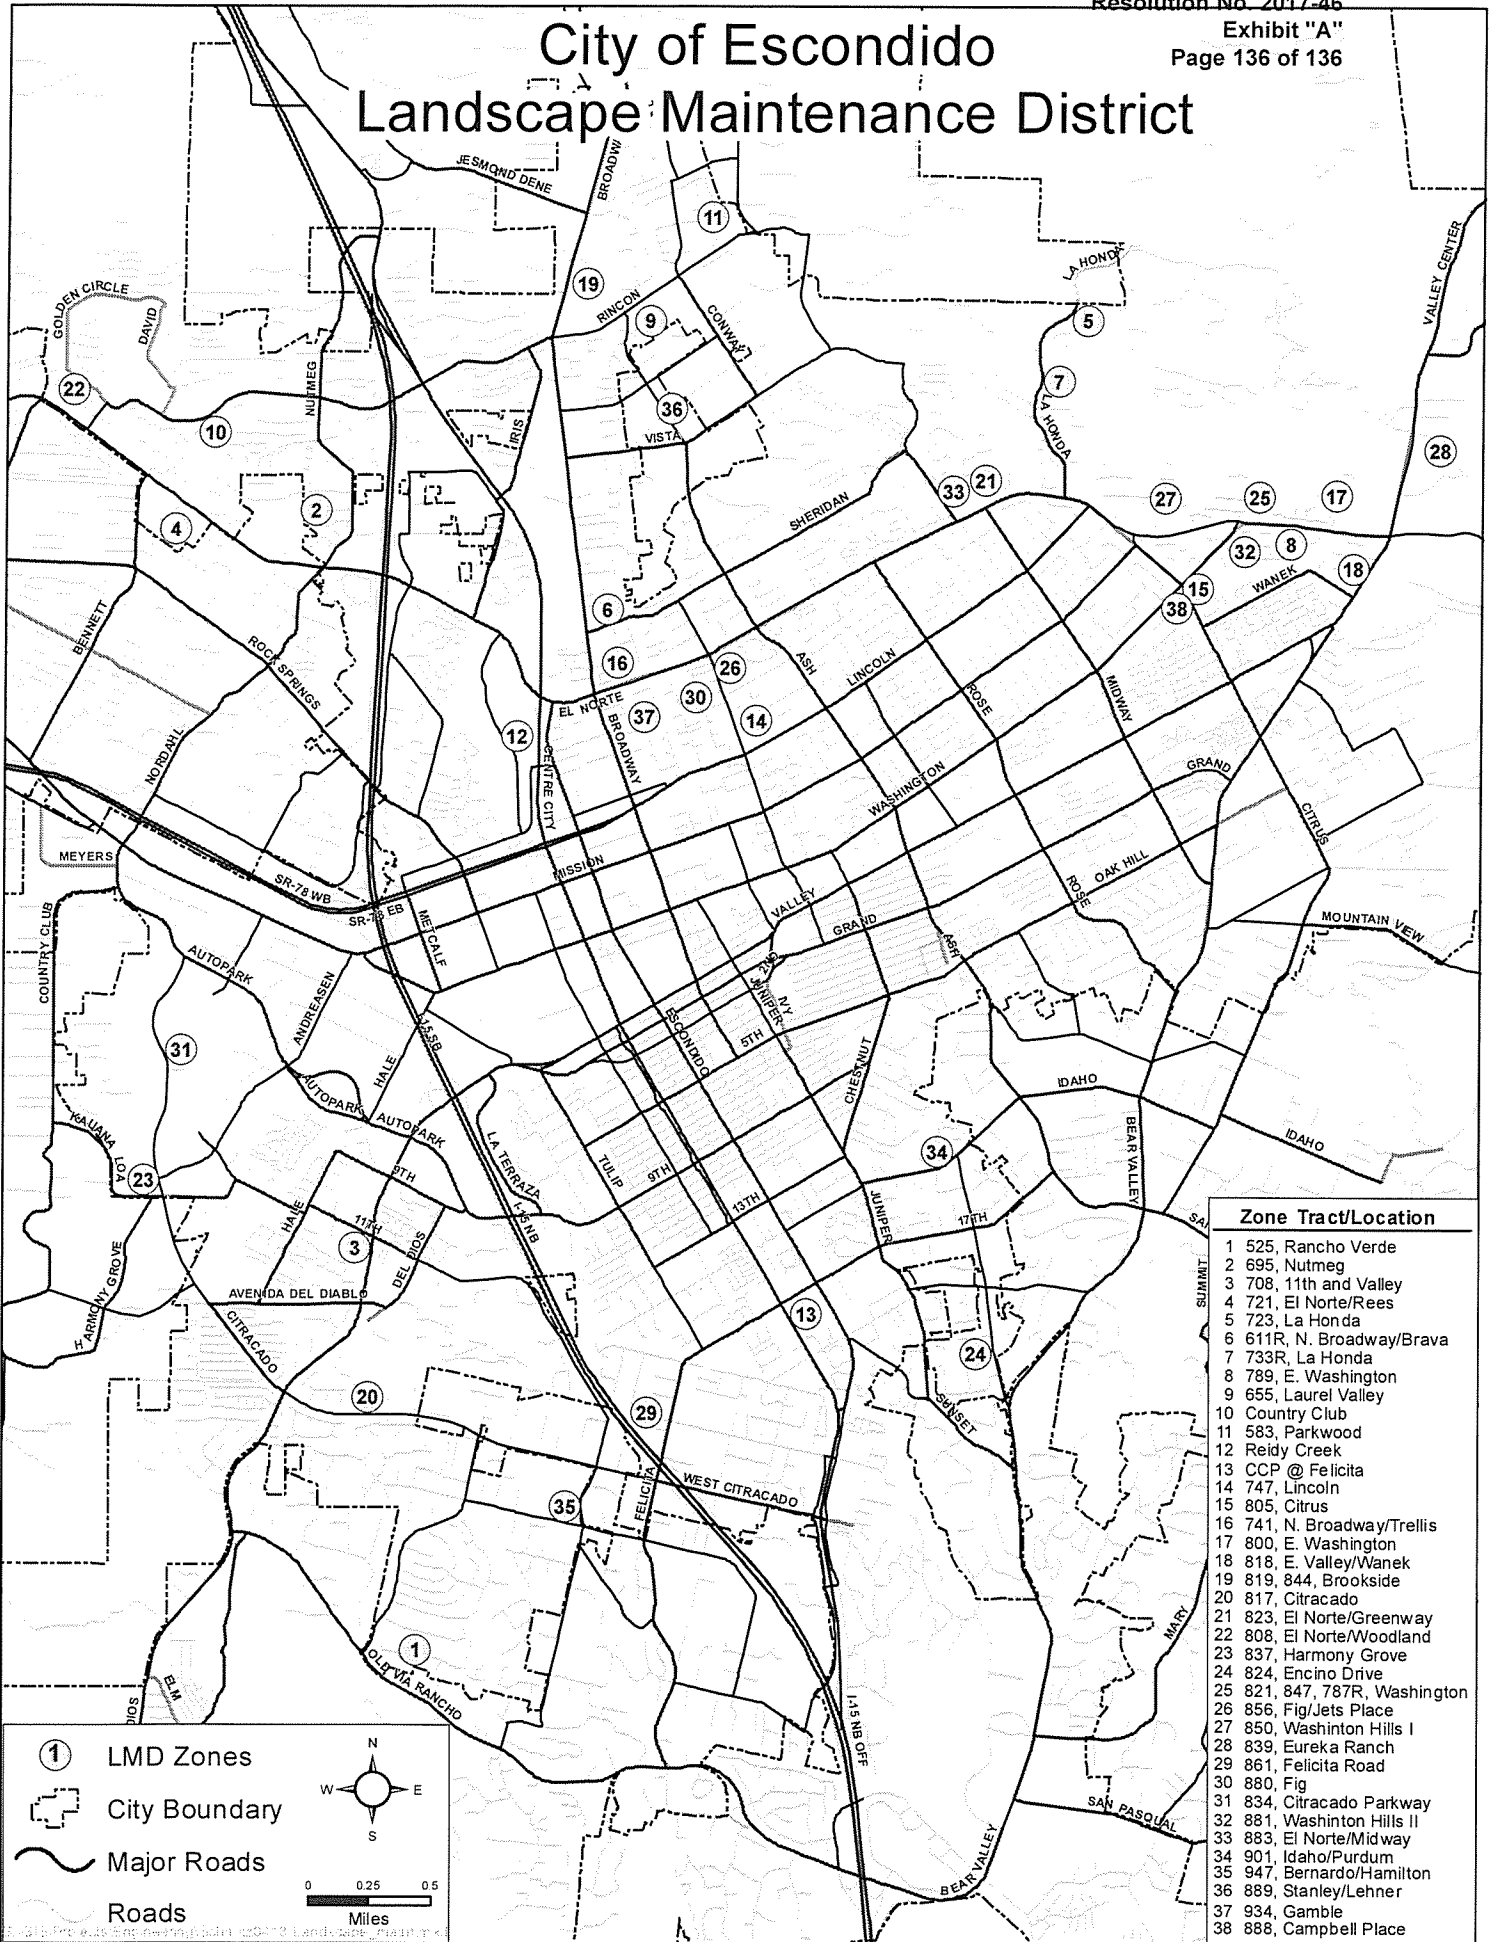 Resolution No. 2017-46
Exhibit "A"
Page 136 of 136
City of Escondido
Landscape Maintenance District
JESMOND DENE
BROADWA
11
LA HONDA
VALLEY CENTER
GOLDEN CIRCLE
DAVID
19
RINCON
9
CONWAY
5
22
NUTMEG
7
LA HONDA
10
36
VISTA
IRIS
28
4
2
SHERIDAN
33
21
27
25
17
32
8
18
WANEK
15
38
6
BENNETT
ROCK SPRINGS
16
26
ASH
LINCOLN
ROSE
MIDWAY
EL NORTE
30
37
14
BROADWAY
12
CENTRE CITY
NORDAHL
WASHINGTON
GRAND
CITRUS
MEYERS
SR-78 WB
SR-78 EB
MISSION
METCALF
OAK HILL
ROSE
VALLEY
GRAND
MOUNTAIN VIEW
COUNTRY CLUB
AUTOPARK
ASH
2ND
IVY
JUNIPER
ANDREASEN
I-15 SB
ESCONDIDO
5TH
31
HALE
CHESTNUT
AUTOPARK
AUTOPARK
IDAHO
IDAHO
KAUANA LOA
BEAR VALLEY
34
23
9TH
LA TERRAZA
TULIP
9TH
13TH
JUNIPER
17TH
HALE
11TH
3
I-15 NB
DEL DIOS
HARMONY GROVE
AVENIDA DEL DIABLO
CITRACADO
13
24
SUMMIT
20
29
SUNSET
WEST CITRACADO
35
FELICITA
1
OLD VIA RANCHO
MARY
ELM
DIOS
I-15 NB OFF
SAN PASQUAL
BEAR VALLEY
Zone Tract/Location
1 525, Rancho Verde
2 695, Nutmeg
3 708, 11th and Valley
4 721, El Norte/Rees
5 723, La Honda
6 611R, N. Broadway/Brava
7 733R, La Honda
8 789, E. Washington
9 655, Laurel Valley
10 Country Club
11 583, Parkwood
12 Reidy Creek
13 CCP @ Felicita
14 747, Lincoln
15 805, Citrus
16 741, N. Broadway/Trellis
17 800, E. Washington
18 818, E. Valley/Wanek
19 819, 844, Brookside
20 817, Citracado
21 823, El Norte/Greenway
22 808, El Norte/Woodland
23 837, Harmony Grove
24 824, Encino Drive
25 821, 847, 787R, Washington
26 856, Fig/Jets Place
27 850, Washinton Hills I
28 839, Eureka Ranch
29 861, Felicita Road
30 880, Fig
31 834, Citracado Parkway
32 881, Washinton Hills II
33 883, El Norte/Midway
34 901, Idaho/Purdum
35 947, Bernardo/Hamilton
36 889, Stanley/Lehner
37 934, Gamble
38 888, Campbell Place
1 LMD Zones
City Boundary
Major Roads
Roads
N
W E
S
0 0.25 0.5
Miles